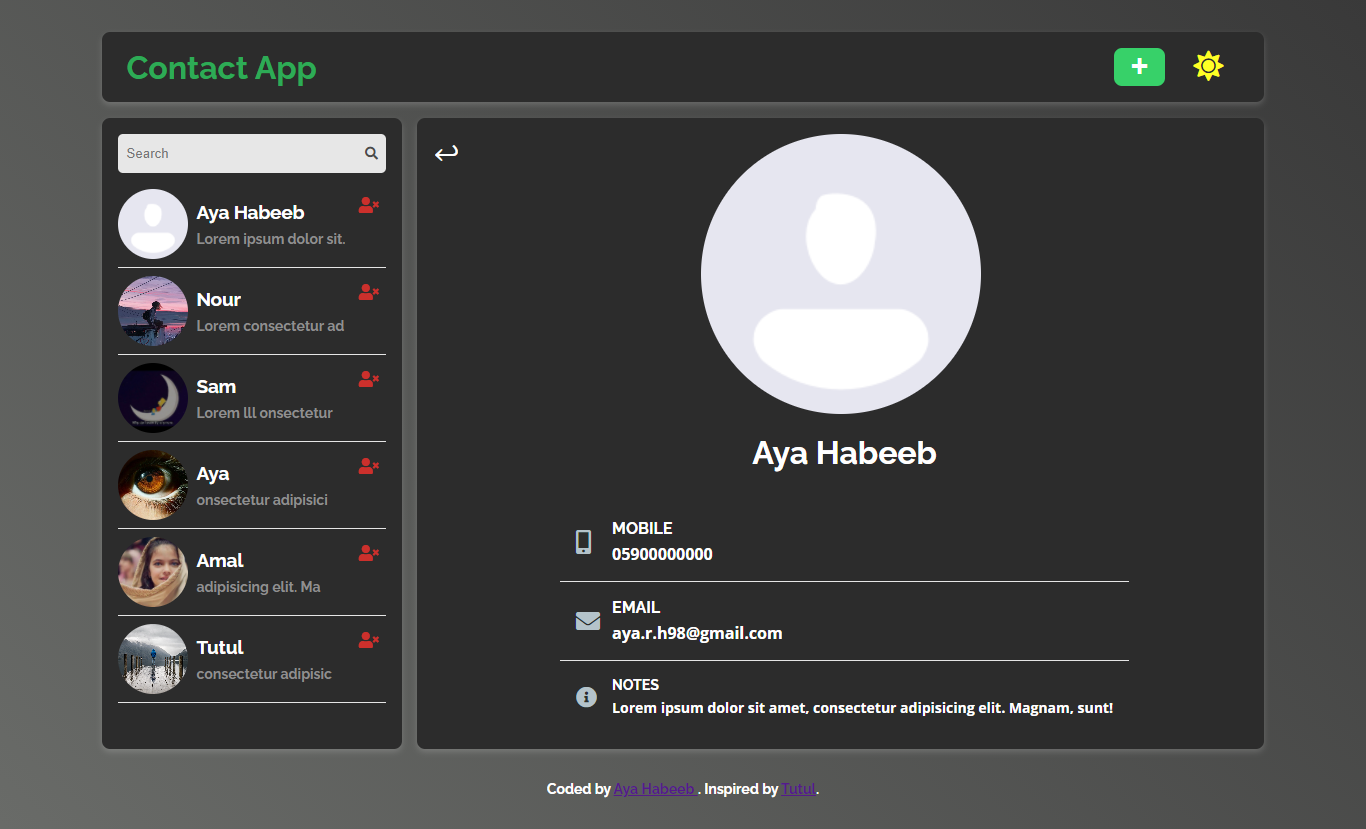 Contact App
Search
Aya Habeeb
Lorem ipsum dolor sit.
Nour
Lorem consectetur ad
Sam
Lorem lll onsectetur
Aya
onsectetur adipisici
Amal
adipisicing elit. Ma
Tutul
consectetur adipisic
Aya Habeeb
MOBILE
05900000000
EMAIL
aya.r.h98@gmail.com
NOTES
Lorem ipsum dolor sit amet, consectetur adipisicing elit. Magnam, sunt!
Coded by Aya Habeeb . Inspired by Tutul.